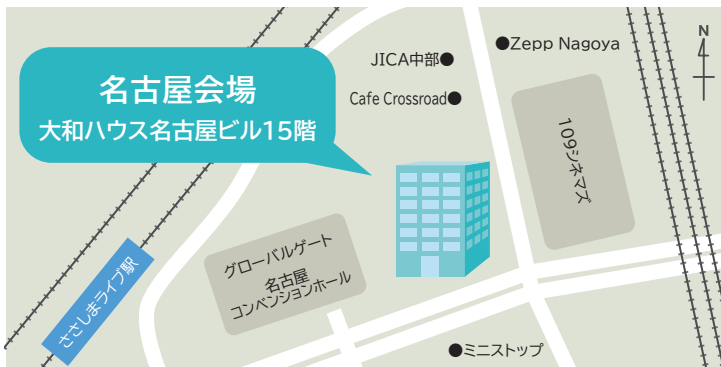 名古屋会場
大和ハウス名古屋ビル15階
JICA中部
Cafe Crossroad
Zepp Nagoya
N
109シネマズ
グローバルゲート
名古屋
コンベンションホール
ささしまライブ駅
ミニストップ